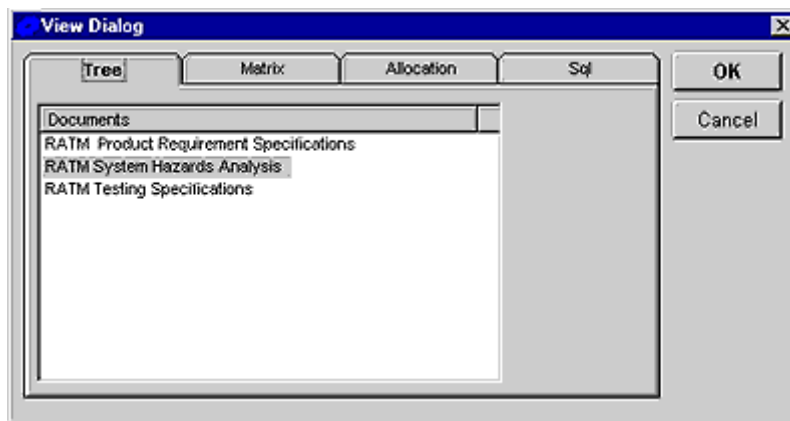 View Dialog
Tree Matrix Allocation Sql
OK
Cancel
Documents
RATM Product Requirement Specifications
RATM System Hazards Analysis
RATM Testing Specifications